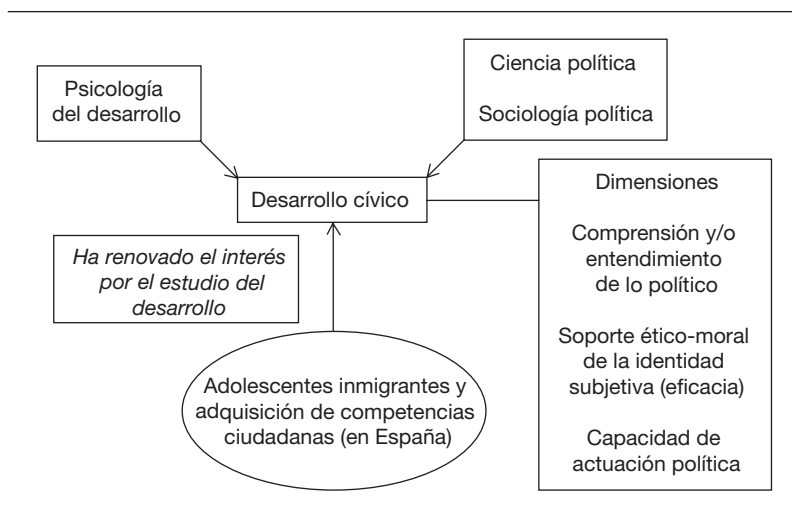 Psicología
del desarrollo
Ciencia política
Sociología política
Desarrollo cívico
Ha renovado el interés
por el estudio del
desarrollo
Adolescentes inmigrantes y
adquisición de competencias
ciudadanas (en España)
Dimensiones
Comprensión y/o
entendimiento
de lo político
Soporte ético-moral
de la identidad
subjetiva (eficacia)
Capacidad de
actuación política